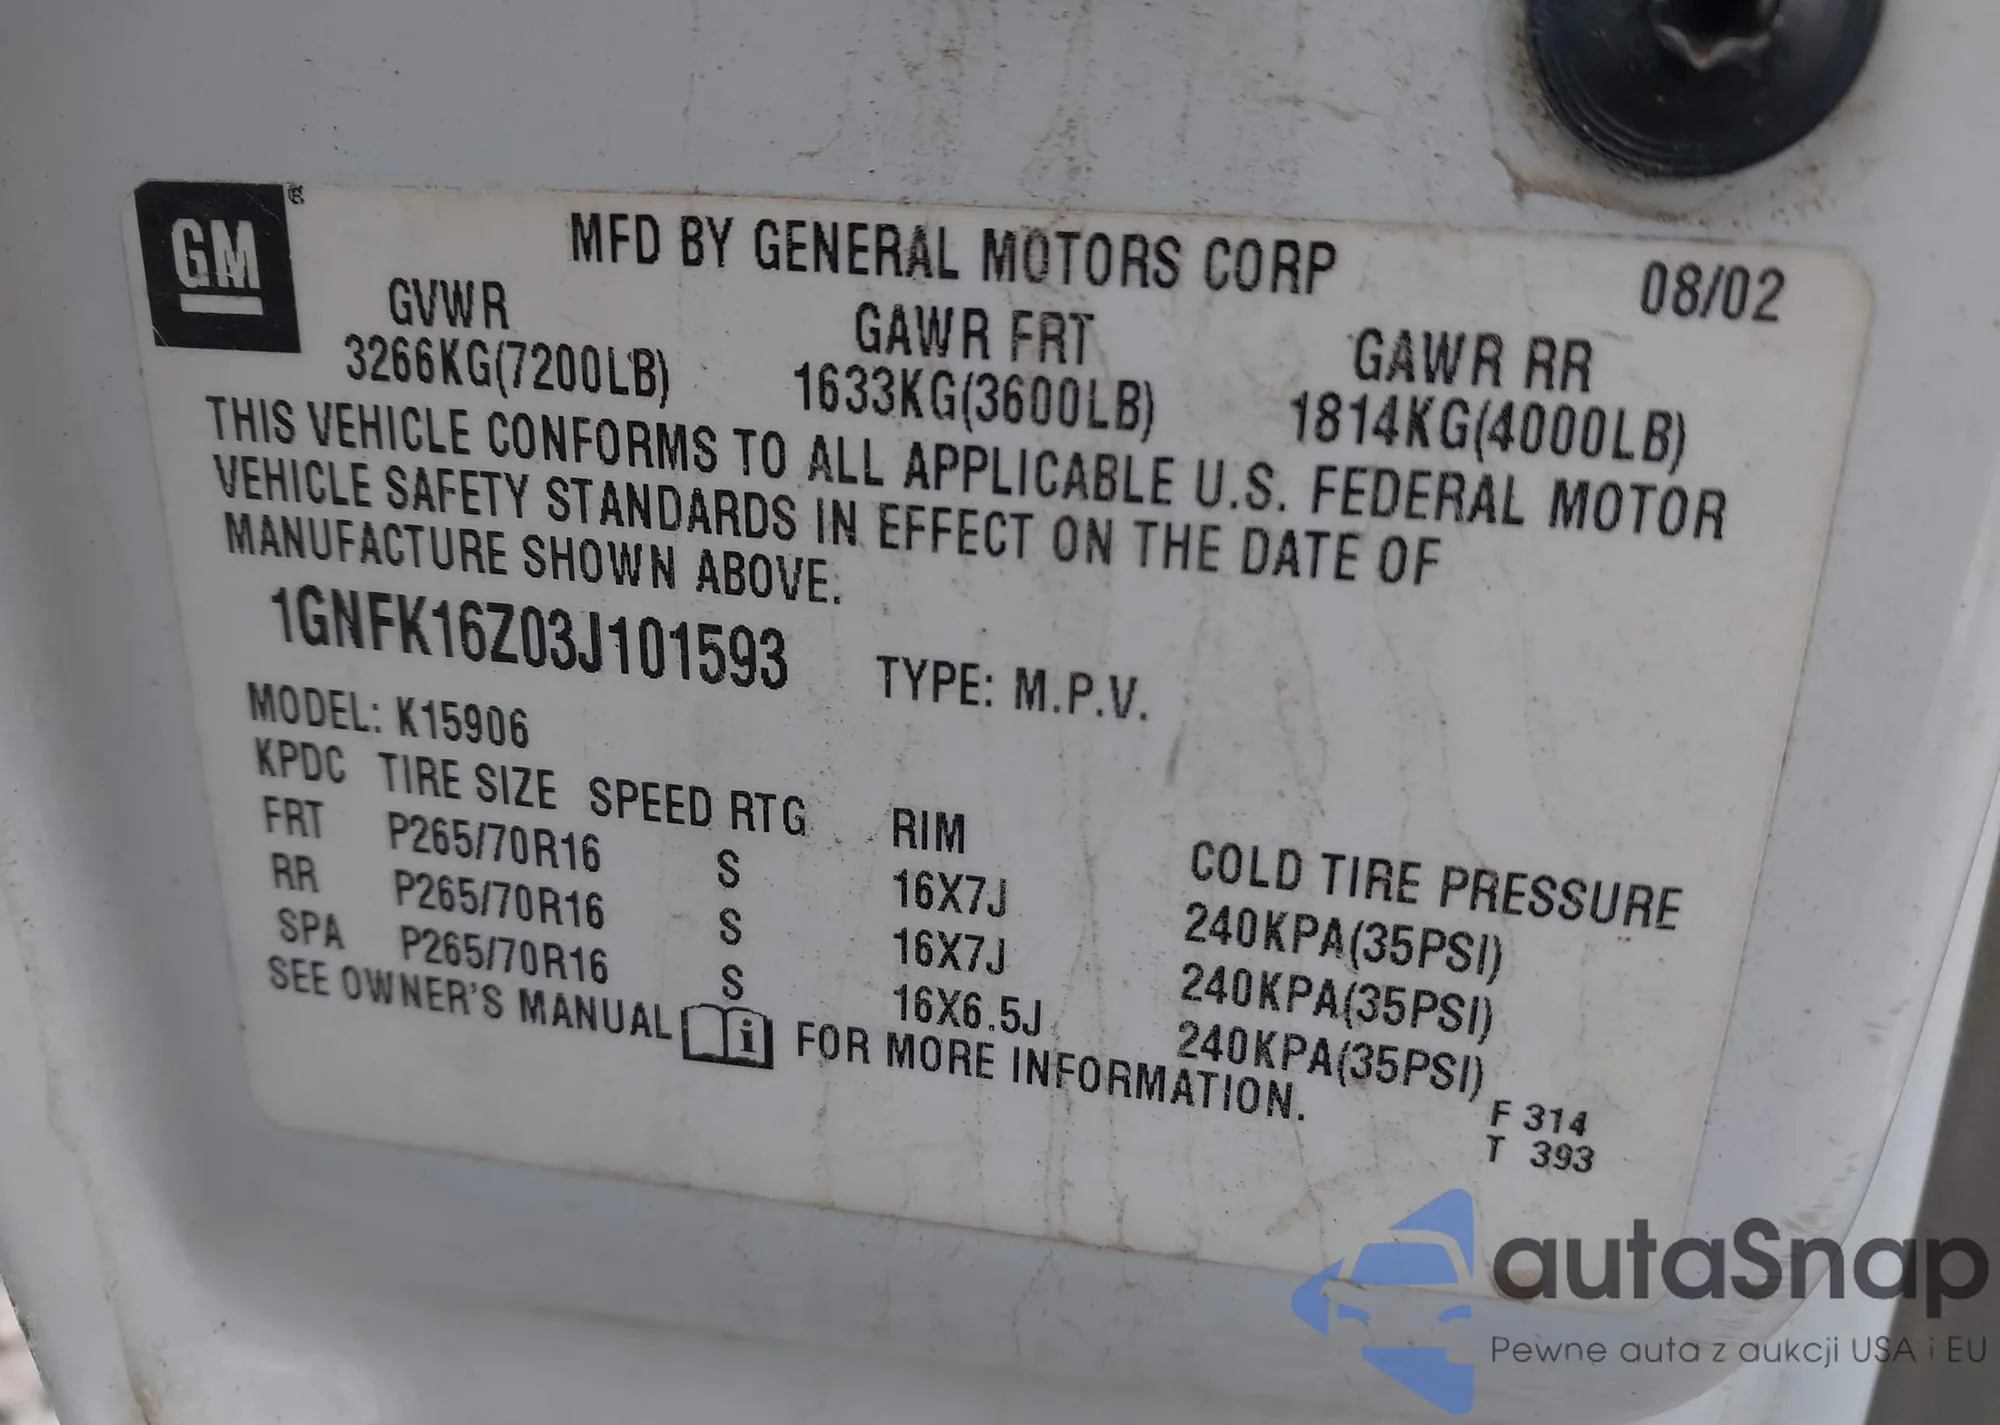 GM®
MFD BY GENERAL MOTORS CORP 08/02
GVWR GAWR FRT GAWR RR
3266KG(7200LB) 1633KG(3600LB) 1814KG(4000LB)
THIS VEHICLE CONFORMS TO ALL APPLICABLE U.S. FEDERAL MOTOR
VEHICLE SAFETY STANDARDS IN EFFECT ON THE DATE OF
MANUFACTURE SHOWN ABOVE.
1GNFK16Z03J101593 TYPE: M.P.V.
MODEL: K15906
KPDC TIRE SIZE SPEED RTG RIM COLD TIRE PRESSURE
FRT P265/70R16 S 16X7J 240KPA(35PSI)
RR P265/70R16 S 16X7J 240KPA(35PSI)
SPA P265/70R16 S 16X6.5J 240KPA(35PSI)
SEE OWNER'S MANUAL i FOR MORE INFORMATION.
F 314
T 393
autaSnap
Pewne auta z aukcji USA i EU